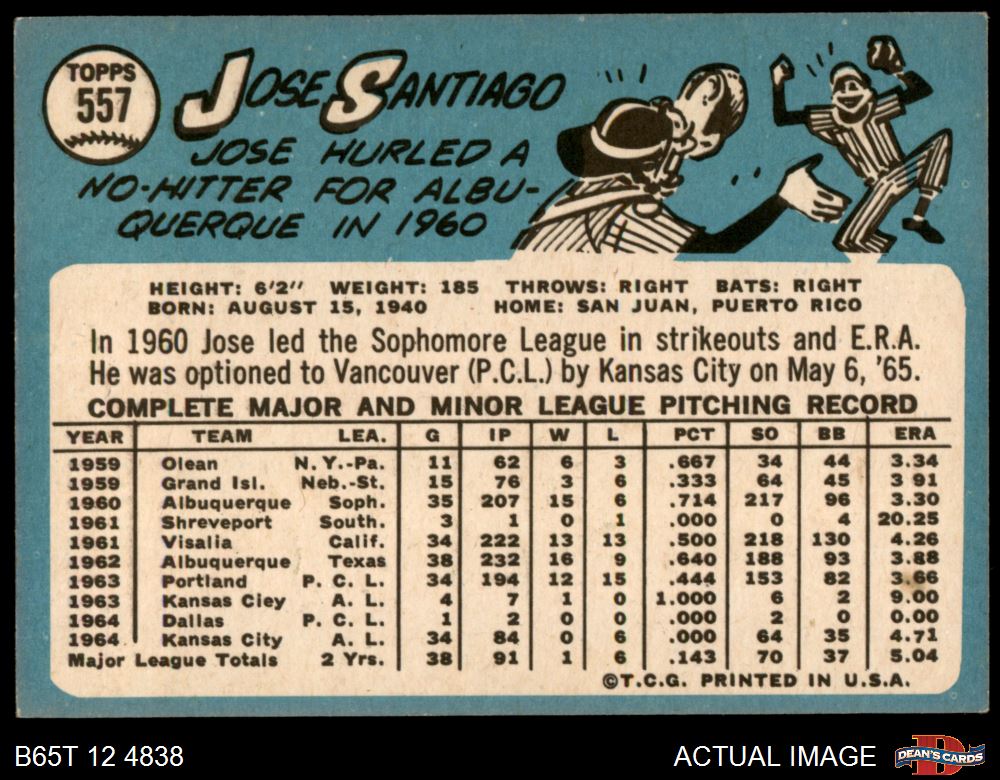 TOPPS
557
JOSE SANTIAGO
JOSE HURLED A
NO-HITTER FOR ALBU-
QUERQUE IN 1960
HEIGHT: 6'2" WEIGHT: 185 THROWS: RIGHT BATS: RIGHT
BORN: AUGUST 15, 1940 HOME: SAN JUAN, PUERTO RICO
In 1960 Jose led the Sophomore League in strikeouts and E.R.A.
He was optioned to Vancouver (P.C.L.) by Kansas City on May 6, '65.
COMPLETE MAJOR AND MINOR LEAGUE PITCHING RECORD
YEAR TEAM LEA. G IP W L PCT SO BB ERA
1959 Olean N.Y.-Pa. 11 62 6 3 .667 34 44 3.34
1959 Grand Isl. Neb.-St. 15 76 3 6 .333 64 45 3 91
1960 Albuquerque Soph. 35 207 15 6 .714 217 96 3.30
1961 Shreveport South. 3 1 0 1 .000 0 4 20.25
1961 Visalia Calif. 34 222 13 13 .500 218 130 4.26
1962 Albuquerque Texas 38 232 16 9 .640 188 93 3.88
1963 Portland P. C. L. 34 194 12 15 .444 153 82 3.66
1963 Kansas Ciey A. L. 4 7 1 0 1.000 6 2 9.00
1964 Dallas P. C. L. 1 2 0 0 .000 2 0 0.00
1964 Kansas City A. L. 34 84 0 6 .000 64 35 4.71
Major League Totals 2 Yrs. 38 91 1 6 .143 70 37 5.04
©T.C.G. PRINTED IN U.S.A.
B65T 12 4838 ACTUAL IMAGE DEAN'S CARDS